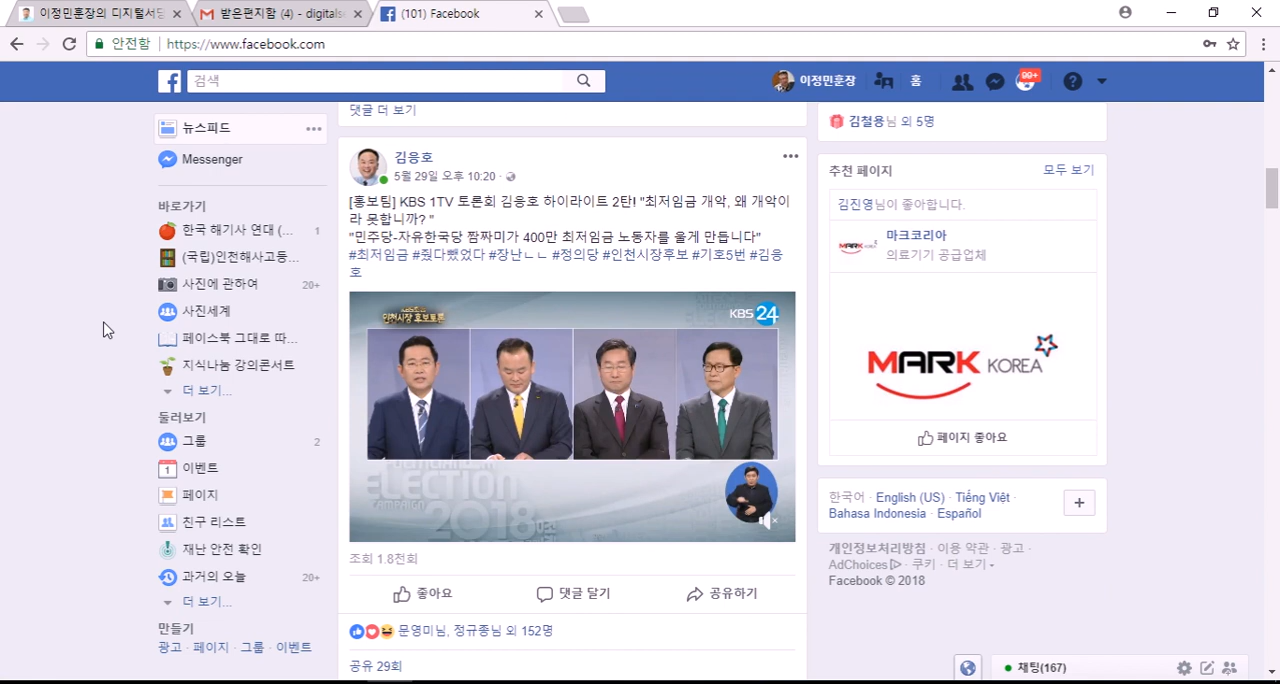 이정민훈장의 디지털서당
받은편지함 (4) - digitals
(101) Facebook
안전함
https://www.facebook.com
검색
이정민훈장
홈
99+
뉴스피드
Messenger
바로가기
한국 해기사 연대 (... 1
(국립)인천해사고등...
사진에 관하여 20+
사진세계
페이스북 그대로 따...
지식나눔 강의콘서트
더 보기...
둘러보기
그룹 2
이벤트
페이지
친구 리스트
재난 안전 확인
과거의 오늘 20+
더 보기...
만들기
광고 · 페이지 · 그룹 · 이벤트
댓글 더 보기
김응호
5월 29일 오후 10:20 ·
[홍보팀] KBS 1TV 토론회 김응호 하이라이트 2탄! "최저임금 개악, 왜 개악이
라 못합니까? "
"민주당-자유한국당 짬짜미가 400만 최저임금 노동자를 울게 만듭니다"
#최저임금 #줬다뺐었다 #장난ㄴㄴ #정의당 #인천시장후보 #기호5번 #김응
호
인천시장 후보토론
KBS 24
ELECTION
CAMPAIGN 2018
조회 1.8천회
좋아요
댓글 달기
공유하기
문영미님, 정규종님 외 152명
공유 29회
김철용님 외 5명
추천 페이지
모두 보기
김진영님이 좋아합니다.
MARK KOREA
마크코리아
의료기기 공급업체
MARK KOREA
페이지 좋아요
한국어 · English (US) · Tiếng Việt ·
Bahasa Indonesia · Español
개인정보처리방침 · 이용 약관 · 광고 ·
AdChoices · 쿠키 · 더 보기
Facebook © 2018
채팅(167)